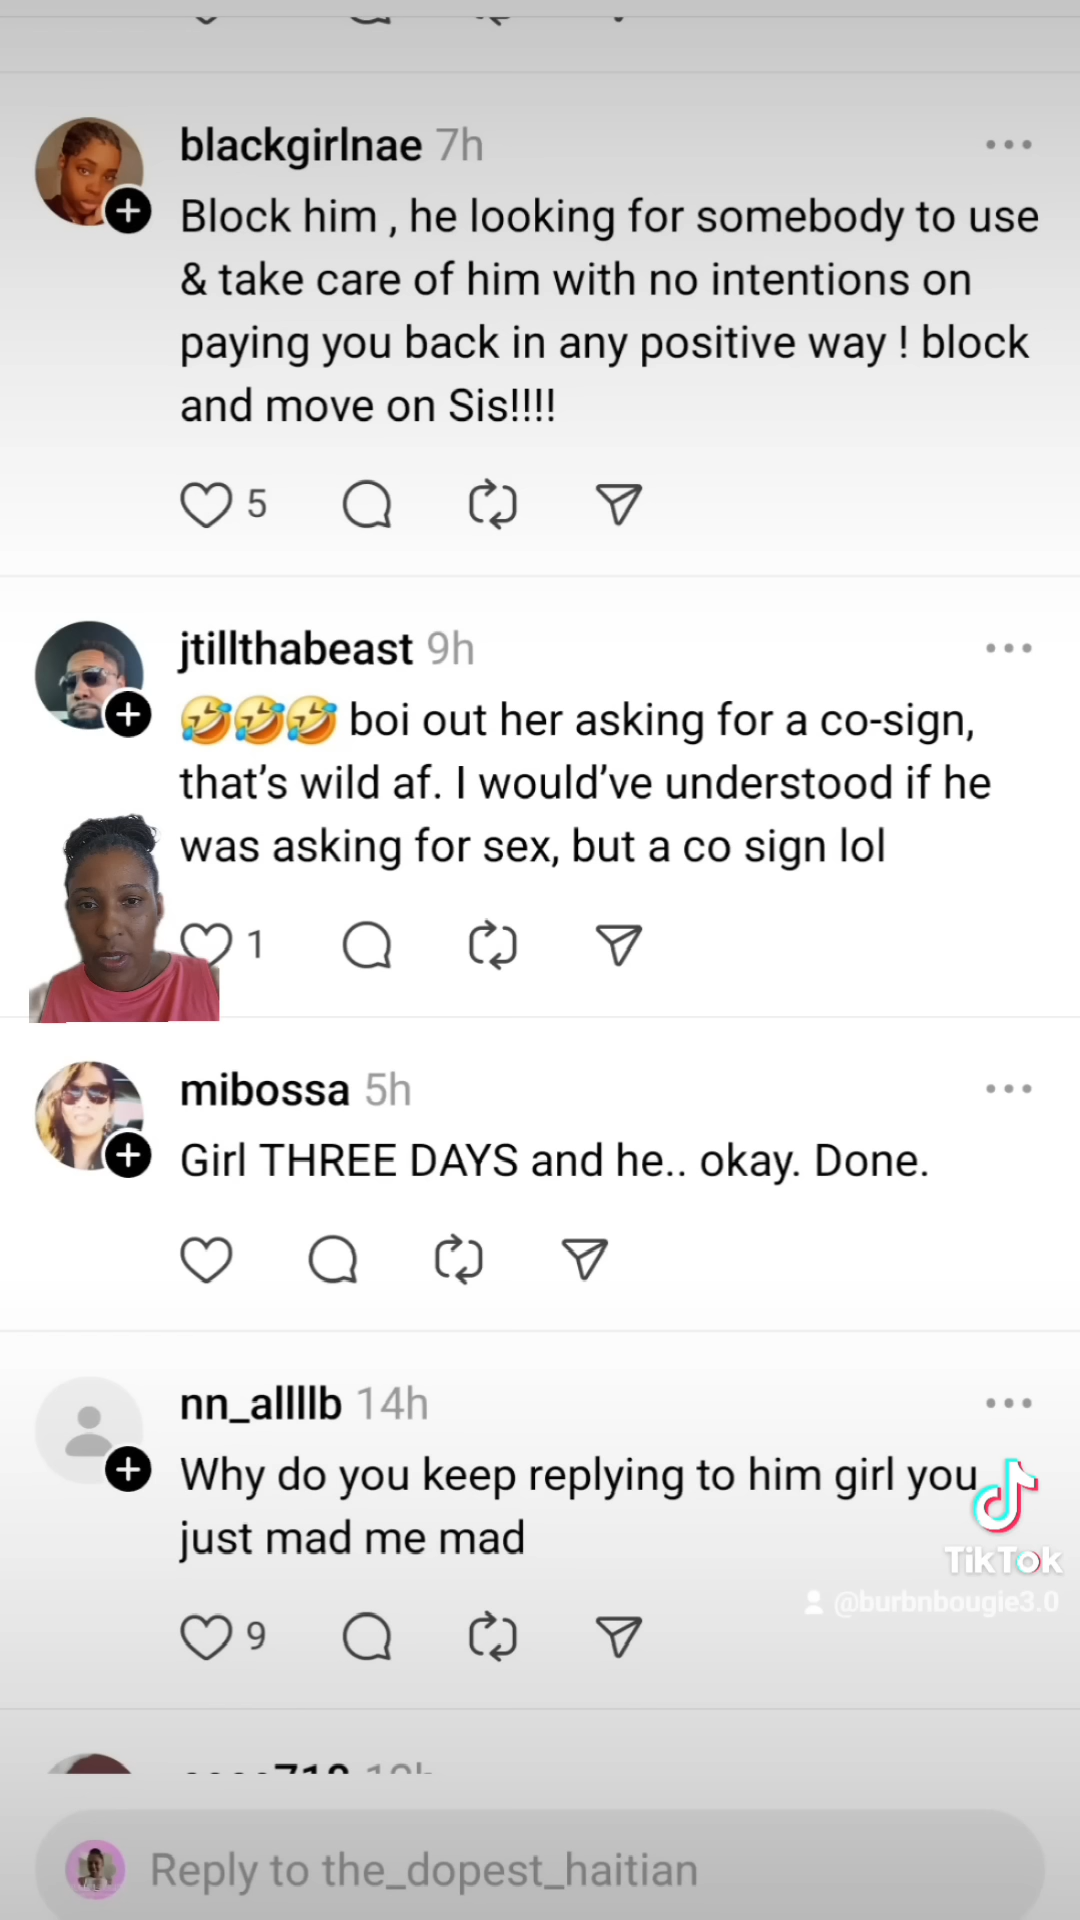 blackgirlnae 7h
Block him , he looking for somebody to use
& take care of him with no intentions on
paying you back in any positive way ! block
and move on Sis!!!!
5
jtillthabeast 9h
🤣🤣🤣 boi out her asking for a co-sign,
that's wild af. I would've understood if he
was asking for sex, but a co sign lol
1
mibossa 5h
Girl THREE DAYS and he.. okay. Done.
nn_allllb 14h
Why do you keep replying to him girl you
just mad me mad
9
TikTok
@burbnbougie3.0
Reply to the_dopest_haitian